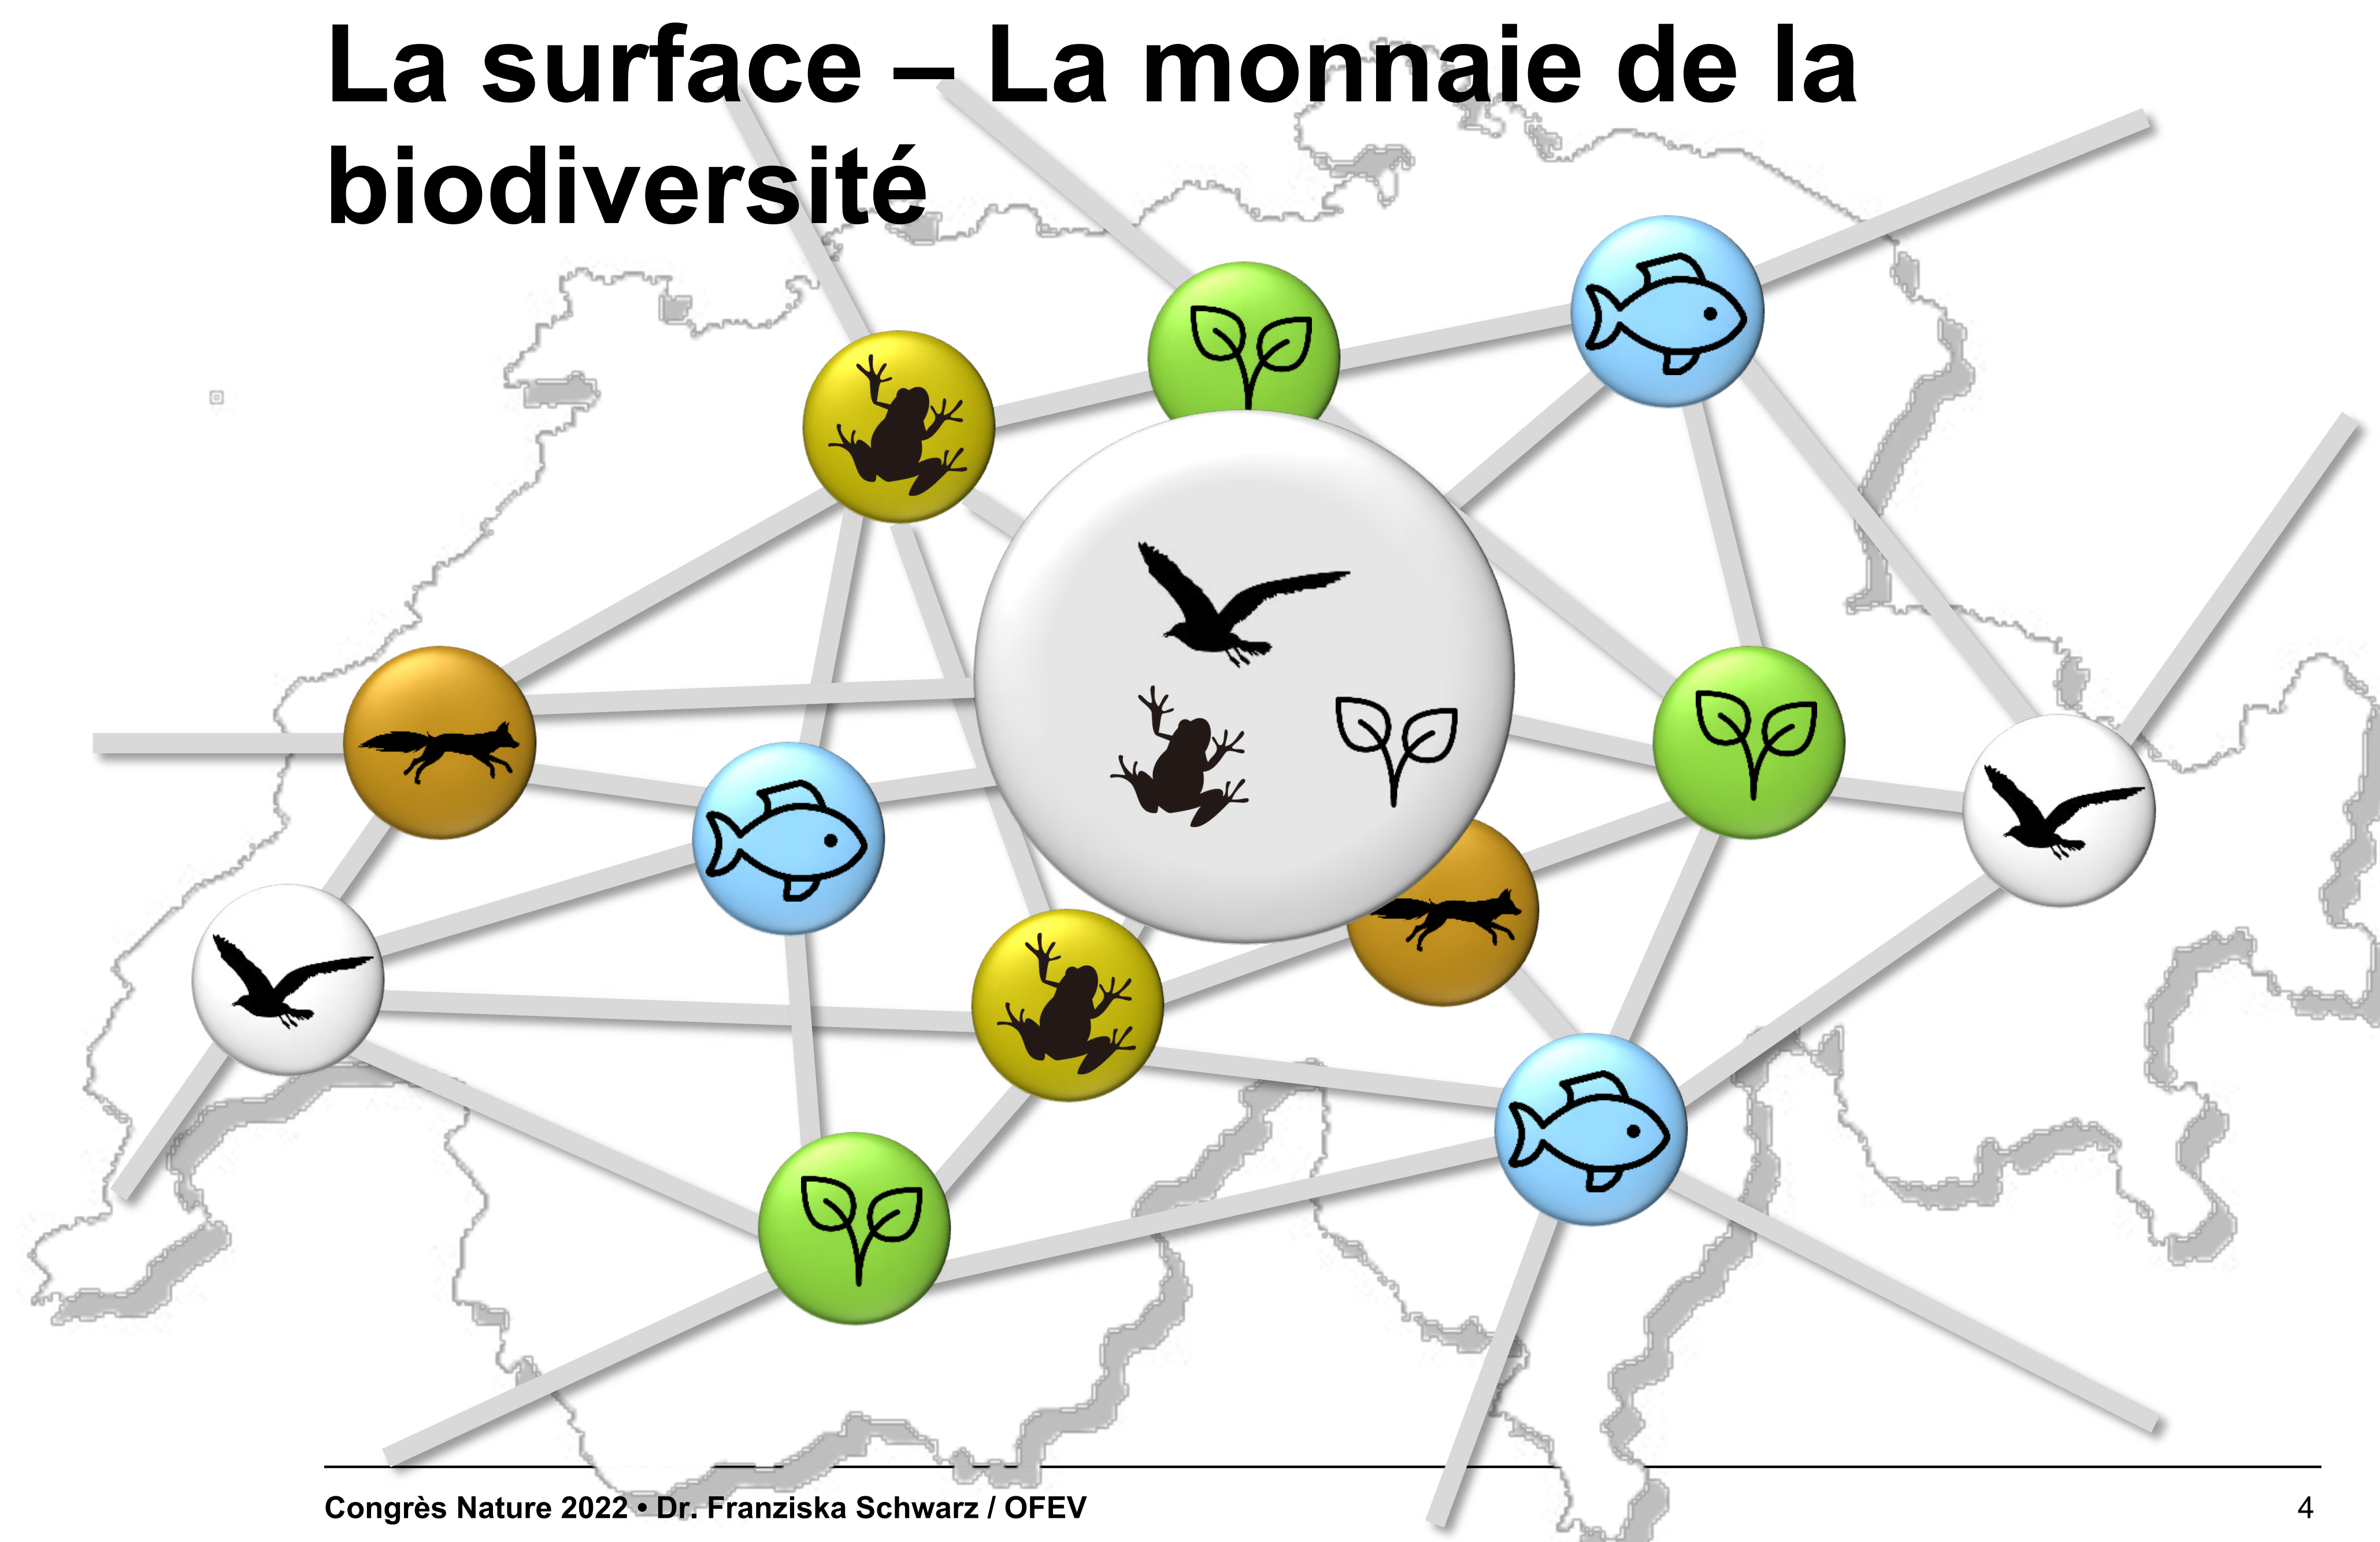 La surface – La monnaie de la
biodiversité
Congrès Nature 2022 • Dr. Franziska Schwarz / OFEV
4